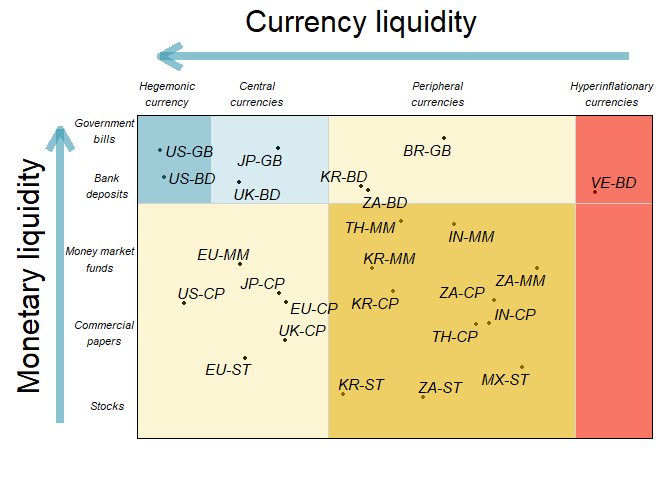 Currency liquidity
Hegemonic
currency
Central
currencies
Peripheral
currencies
Hyperinflationary
currencies
Monetary liquidity
Government
bills
Bank
deposits
Money market
funds
Commercial
papers
Stocks
US-GB
JP-GB
BR-GB
US-BD
UK-BD
KR-BD
ZA-BD
VE-BD
TH-MM
IN-MM
EU-MM
KR-MM
ZA-MM
US-CP
JP-CP
EU-CP
KR-CP
ZA-CP
IN-CP
UK-CP
TH-CP
EU-ST
KR-ST
ZA-ST
MX-ST